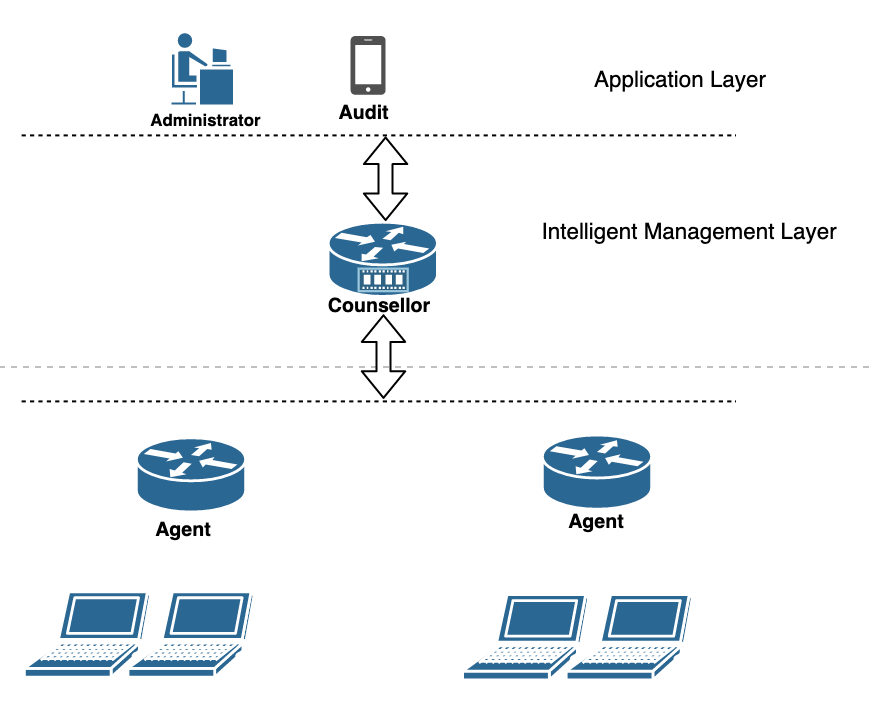 Application Layer
Administrator
Audit
Intelligent Management Layer
Counsellor
Agent
Agent